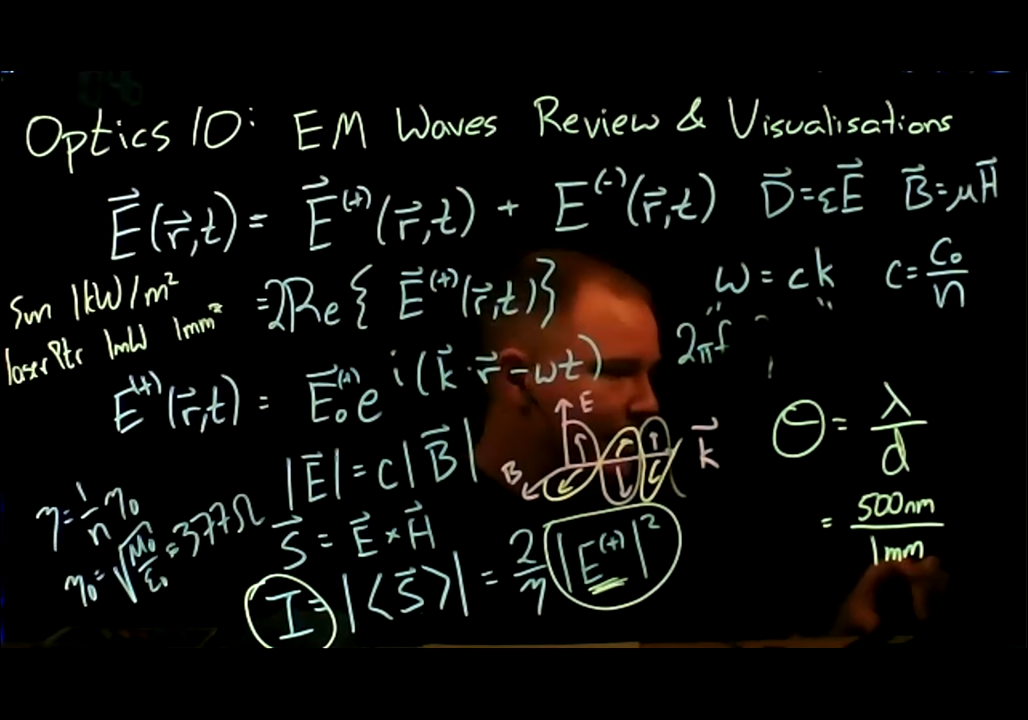 Optics 10: EM Waves Review & Visualisations
E⃗(r⃗,t) = E⃗⁽⁺⁾(r⃗,t) + E⁽⁻⁾(r⃗,t) D⃗=εE⃗ B⃗=μH⃗
Sun 1kW/m²
=2Re{ E⃗⁽⁺⁾(r⃗,t)}
ω = ck c = c₀/n
laser Ptr 1mW 1mm²
2πf
E⁽⁺⁾(r⃗,t) = E⃗₀⁽⁺⁾e^i(k⃗·r⃗-ωt)
E
B
k⃗
θ = λ/d
|E⃗| = c|B⃗|
= 500nm/1mm
η = 1/n η₀
η₀ = √μ₀/ε₀ = 377Ω
S⃗ = E⃗ × H⃗
I = |⟨S⃗⟩| = 2/η |E⁽⁺⁾|²